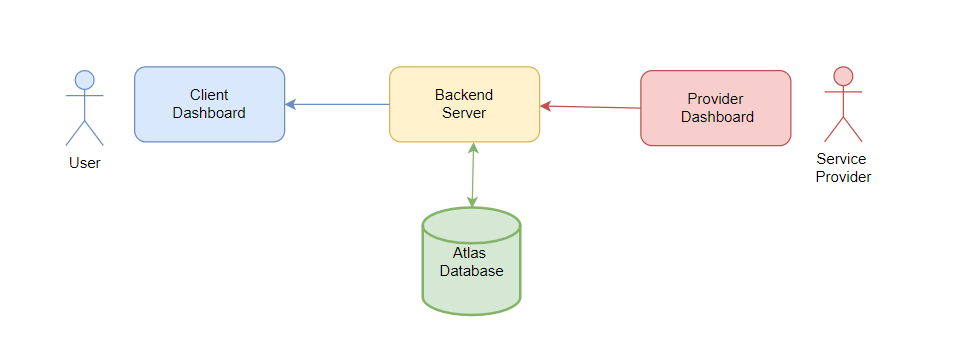 User
Client
Dashboard
Backend
Server
Provider
Dashboard
Service
Provider
Atlas
Database